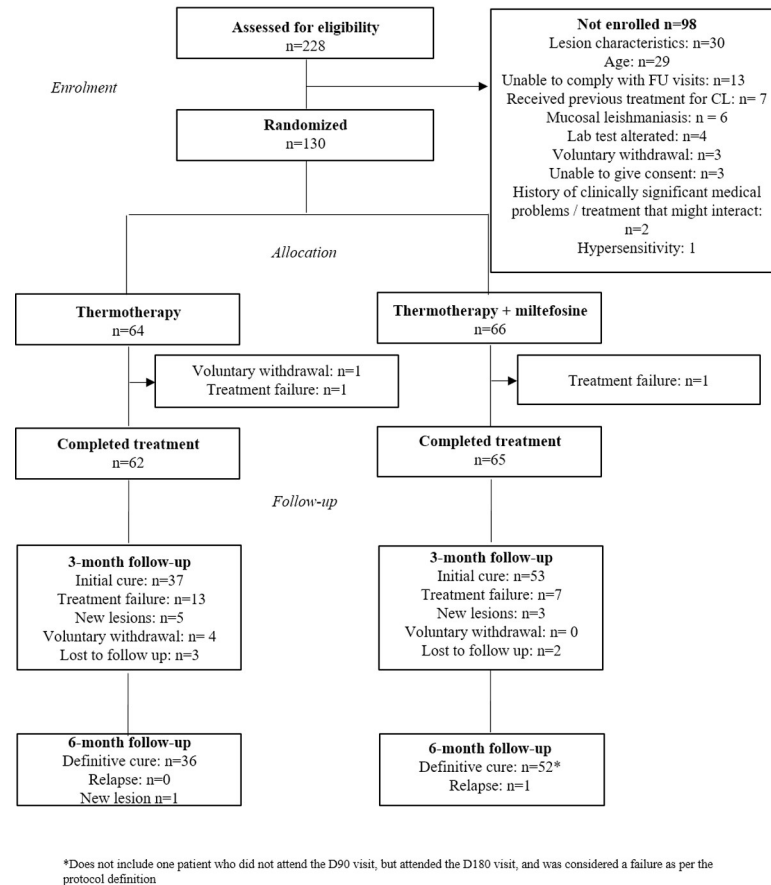 Assessed for eligibility
n=228
Not enrolled n=98
Lesion characteristics: n=30
Age: n=29
Unable to comply with FU visits: n=13
Received previous treatment for CL: n= 7
Mucosal leishmaniasis: n = 6
Lab test alterated: n=4
Voluntary withdrawal: n=3
Unable to give consent: n=3
History of clinically significant medical
problems / treatment that might interact:
n=2
Hypersensitivity: 1
Enrolment
Randomized
n=130
Allocation
Thermotherapy
n=64
Thermotherapy + miltefosine
n=66
Voluntary withdrawal: n=1
Treatment failure: n=1
Treatment failure: n=1
Completed treatment
n=62
Completed treatment
n=65
Follow-up
3-month follow-up
Initial cure: n=37
Treatment failure: n=13
New lesions: n=5
Voluntary withdrawal: n= 4
Lost to follow up: n=3
3-month follow-up
Initial cure: n=53
Treatment failure: n=7
New lesions: n=3
Voluntary withdrawal: n= 0
Lost to follow up: n=2
6-month follow-up
Definitive cure: n=36
Relapse: n=0
New lesion n=1
6-month follow-up
Definitive cure: n=52*
Relapse: n=1
*Does not include one patient who did not attend the D90 visit, but attended the D180 visit, and was considered a failure as per the
protocol definition